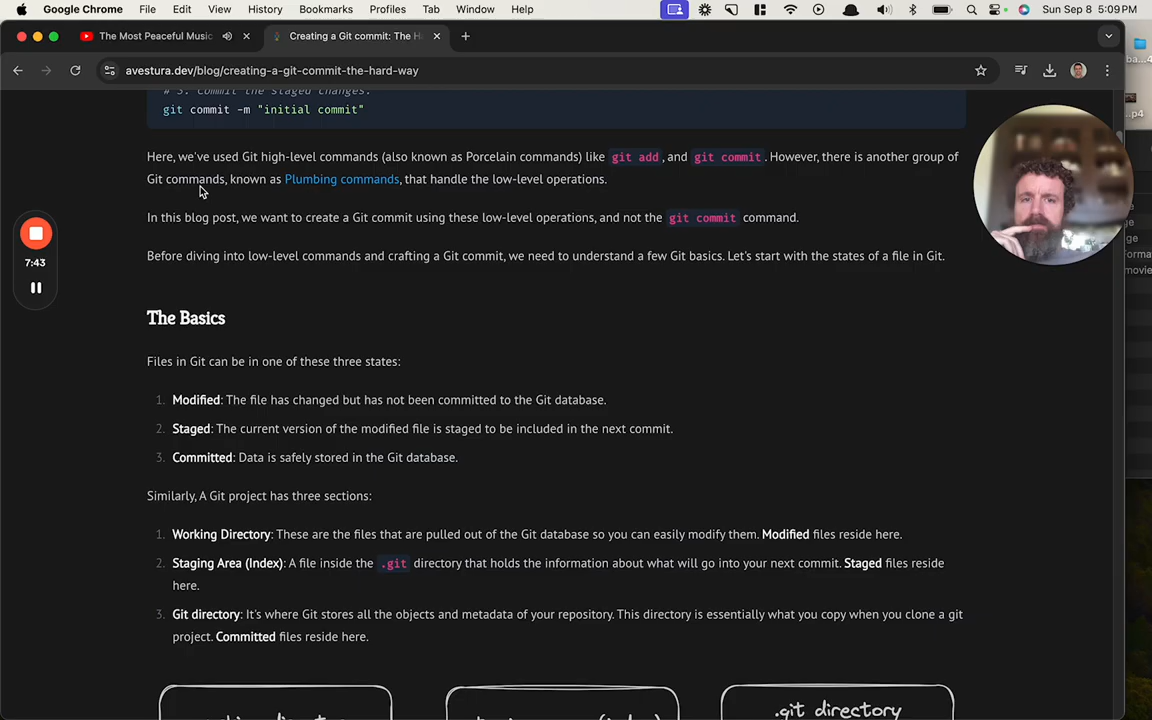 Google Chrome File Edit View History Bookmarks Profiles Tab Window Help Sun Sep 8 5:09 PM
The Most Peaceful Music Creating a Git commit: The Ha
avestura.dev/blog/creating-a-git-commit-the-hard-way
# 3. Commit the staged changes.
git commit -m "initial commit"
Here, we've used Git high-level commands (also known as Porcelain commands) like git add, and git commit. However, there is another group of
Git commands, known as Plumbing commands, that handle the low-level operations.
In this blog post, we want to create a Git commit using these low-level operations, and not the git commit command.
Before diving into low-level commands and crafting a Git commit, we need to understand a few Git basics. Let's start with the states of a file in Git.
7:43
The Basics
Files in Git can be in one of these three states:
1. Modified: The file has changed but has not been committed to the Git database.
2. Staged: The current version of the modified file is staged to be included in the next commit.
3. Committed: Data is safely stored in the Git database.
Similarly, A Git project has three sections:
1. Working Directory: These are the files that are pulled out of the Git database so you can easily modify them. Modified files reside here.
2. Staging Area (Index): A file inside the .git directory that holds the information about what will go into your next commit. Staged files reside
here.
3. Git directory: It's where Git stores all the objects and metadata of your repository. This directory is essentially what you copy when you clone a git
project. Committed files reside here.
.git directory